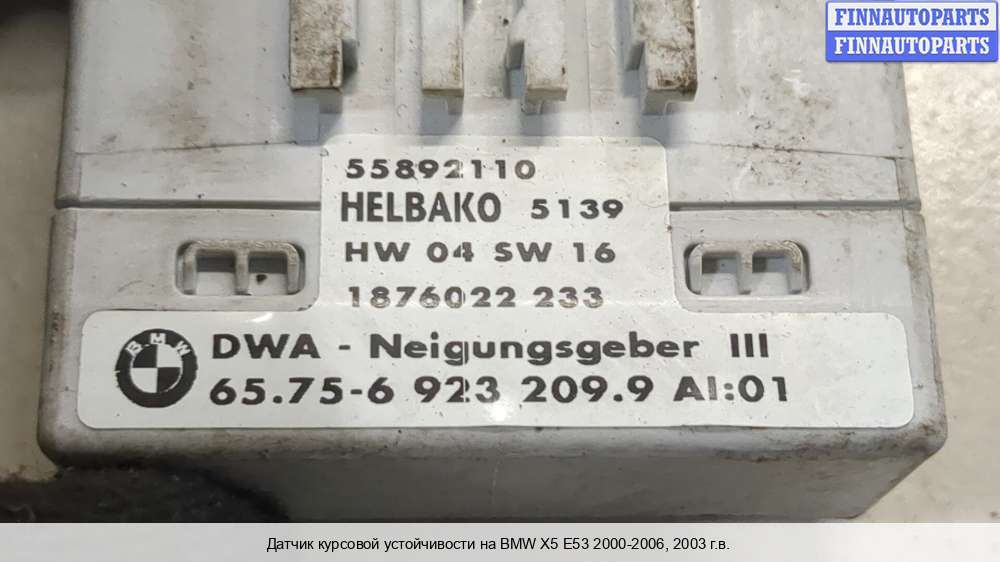 FINNAUTOPARTS
FINNAUTOPARTS
55892110
HELBAKO 5139
HW 04 SW 16
1876022 233
BMW
DWA - Neigungsgeber III
65.75-6 923 209.9 AI:01
Датчик курсовой устойчивости на BMW X5 E53 2000-2006, 2003 г.в.